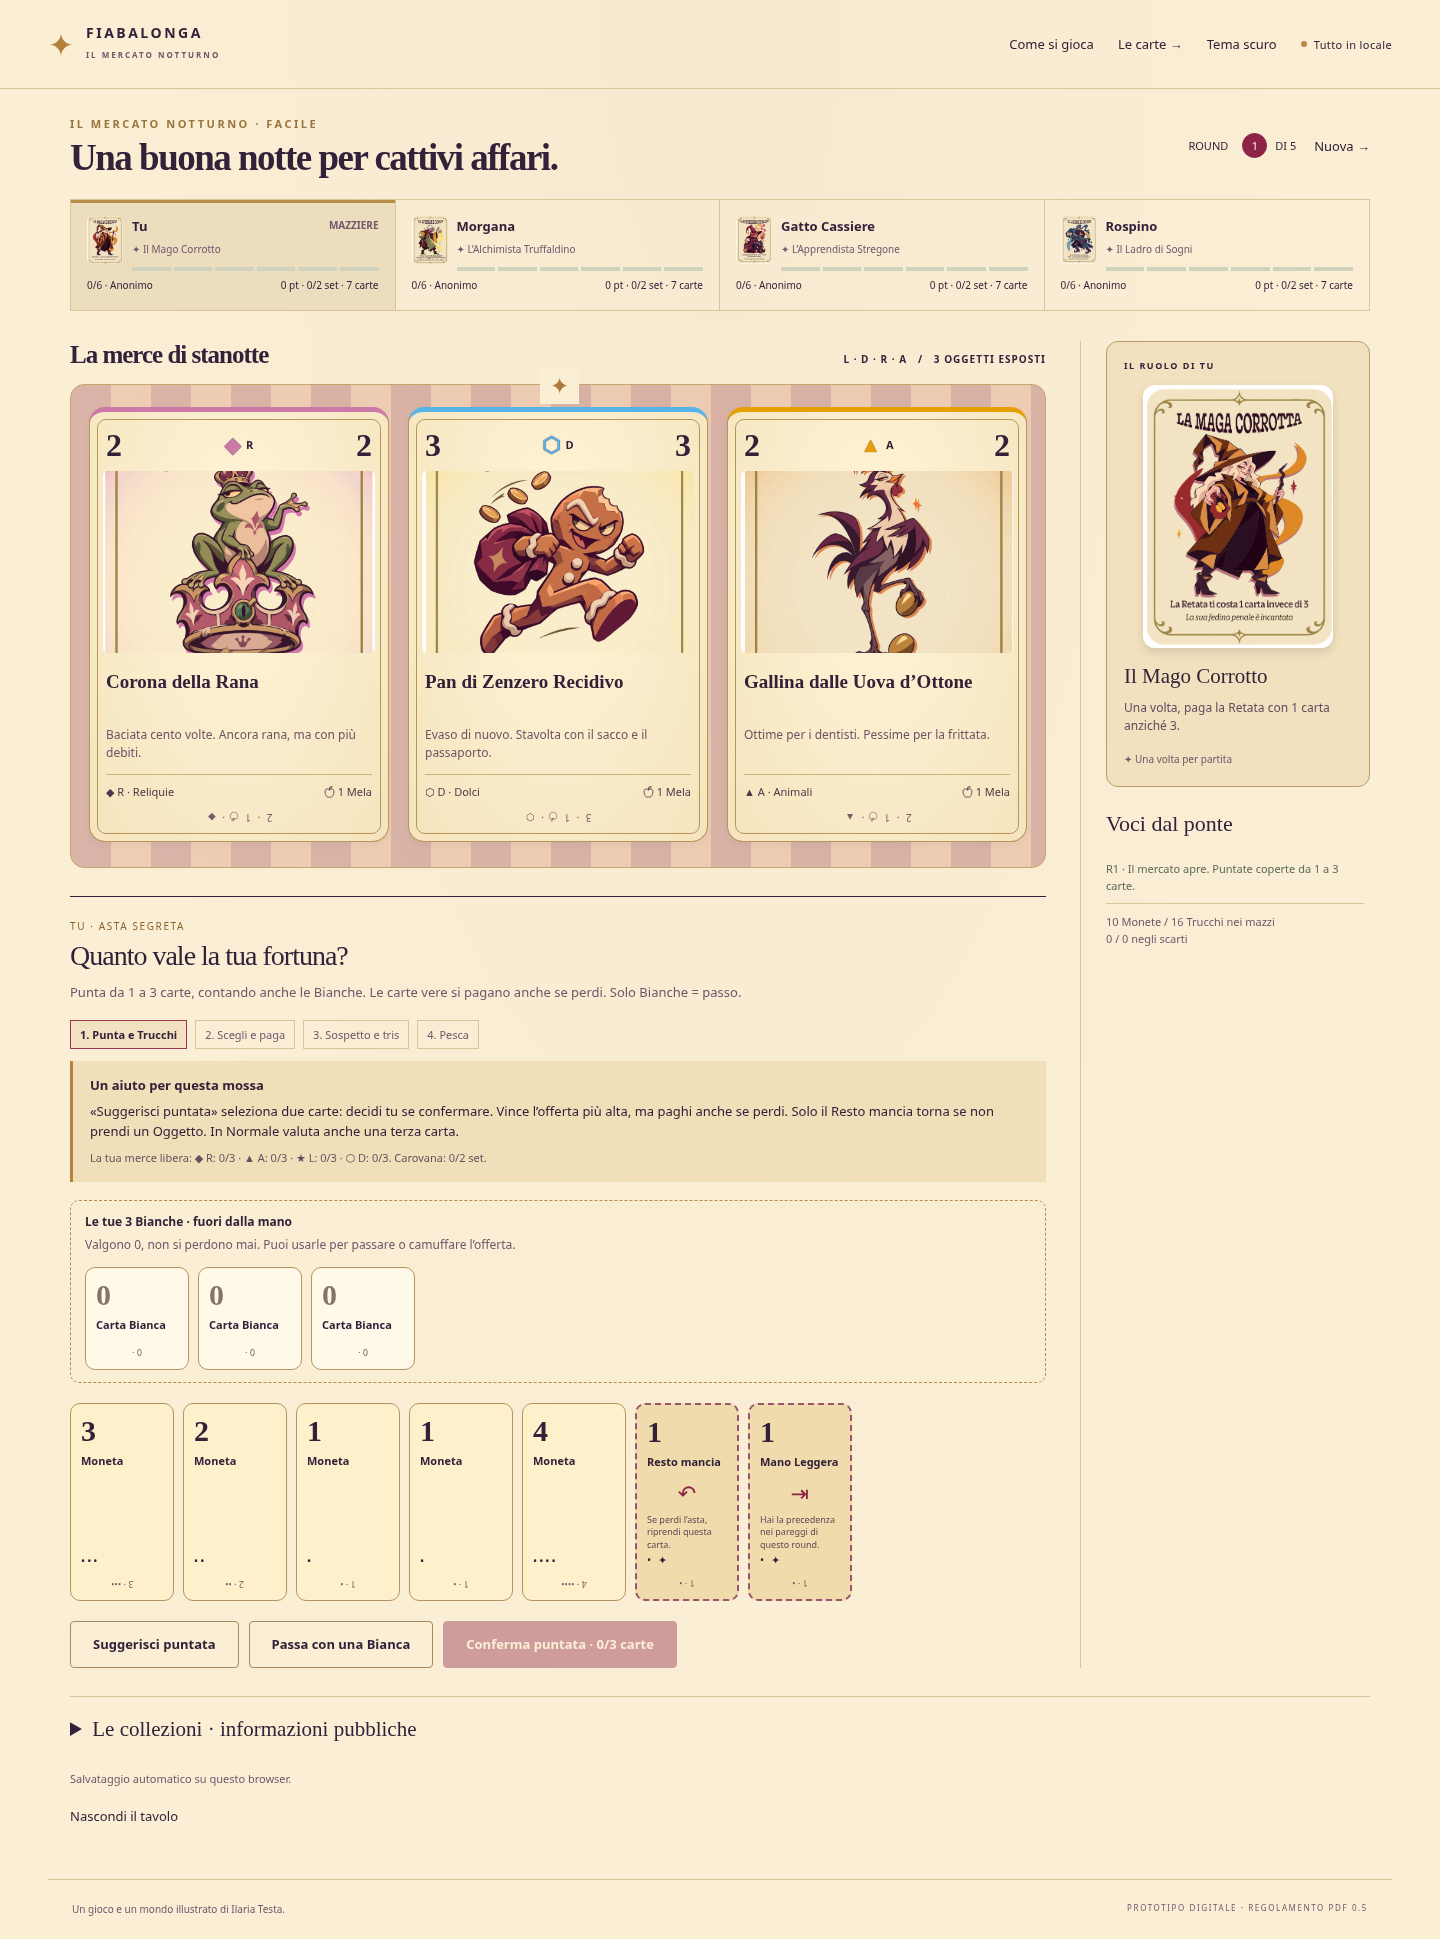 FIABALONGA
IL MERCATO NOTTURNO
Come si gioca
Le carte →
Tema scuro
Tutto in locale
IL MERCATO NOTTURNO · FACILE
Una buona notte per cattivi affari.
ROUND 1 DI 5
Nuova →
Tu
MAZZIERE
✦ Il Mago Corrotto
0/6 · Anonimo
0 pt · 0/2 set · 7 carte
Morgana
✦ L’Alchimista Truffaldino
0/6 · Anonimo
0 pt · 0/2 set · 7 carte
Gatto Cassiere
✦ L’Apprendista Stregone
0/6 · Anonimo
0 pt · 0/2 set · 7 carte
Rospino
✦ Il Ladro di Sogni
0/6 · Anonimo
0 pt · 0/2 set · 7 carte
La merce di stanotte
L · D · R · A / 3 OGGETTI ESPOSTI
2 ◆ R 2
Corona della Rana
Baciata cento volte. Ancora rana, ma con più
debiti.
◆ R · Reliquie
1 Mela
2 · 1 · ◆
3 ⬡ D 3
Pan di Zenzero Recidivo
Evaso di nuovo. Stavolta con il sacco e il
passaporto.
⬡ D · Dolci
1 Mela
3 · 1 · ⬡
2 ▲ A 2
Gallina dalle Uova d’Ottone
Ottime per i dentisti. Pessime per la frittata.
▲ A · Animali
1 Mela
2 · 1 · ▲
IL RUOLO DI TU
LA MAGA CORROTTA
La Retata ti costa 1 carta invece di 3
La sua fedina penale è incantata
Il Mago Corrotto
Una volta, paga la Retata con 1 carta
anziché 3.
✦ Una volta per partita
Voci dal ponte
R1 · Il mercato apre. Puntate coperte da 1 a 3
carte.
10 Monete / 16 Trucchi nei mazzi
0 / 0 negli scarti
TU · ASTA SEGRETA
Quanto vale la tua fortuna?
Punta da 1 a 3 carte, contando anche le Bianche. Le carte vere si pagano anche se perdi. Solo Bianche = passo.
1. Punta e Trucchi
2. Scegli e paga
3. Sospetto e tris
4. Pesca
Un aiuto per questa mossa
«Suggerisci puntata» seleziona due carte: decidi tu se confermare. Vince l’offerta più alta, ma paghi anche se perdi. Solo il Resto mancia torna se non
prendi un Oggetto. In Normale valuta anche una terza carta.
La tua merce libera: ◆ R: 0/3 · ▲ A: 0/3 · ★ L: 0/3 · ⬡ D: 0/3. Carovana: 0/2 set.
Le tue 3 Bianche · fuori dalla mano
Valgono 0, non si perdono mai. Puoi usarle per passare o camuffare l’offerta.
0
Carta Bianca
0 ·
0
Carta Bianca
0 ·
0
Carta Bianca
0 ·
3
Moneta
•••
3 · •••
2
Moneta
••
2 · ••
1
Moneta
•
1 · •
1
Moneta
•
1 · •
4
Moneta
••••
4 · ••••
1
Resto mancia
↶
Se perdi l’asta,
riprendi questa
carta.
• ✦
1 · •
1
Mano Leggera
⇥
Hai la precedenza
nei pareggi di
questo round.
• ✦
1 · •
Suggerisci puntata
Passa con una Bianca
Conferma puntata · 0/3 carte
Le collezioni · informazioni pubbliche
Salvataggio automatico su questo browser.
Nascondi il tavolo
Un gioco e un mondo illustrato di Ilaria Testa.
PROTOTIPO DIGITALE · REGOLAMENTO PDF 0.5